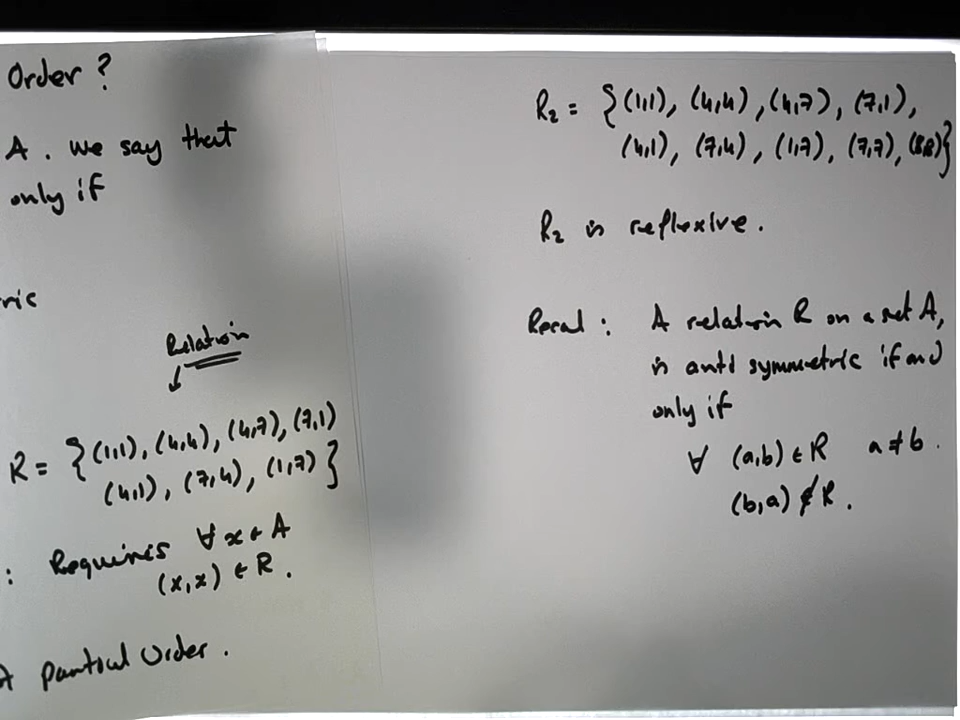 Order ?
A . we say that
only if
ric
Relation
R = {(1,1), (4,4), (4,7), (7,1)
(4,1), (7,4), (1,7)}
: Requires ∀ x ∈ A
(x,x) ∈ R .
A partial order .
R₂ = {(1,1), (4,4), (4,7), (7,1),
(4,1), (7,4), (1,7), (7,7), (8,8)}
R₂ is reflexive .
Recal : A relation R on a set A,
is anti symmetric if and
only if
∀ (a,b) ∈ R a ≠ b .
(b,a) ∉ R .